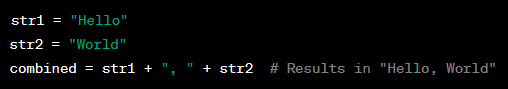 str1 = "Hello"
str2 = "World"
combined = str1 + ", " + str2  # Results in "Hello, World"